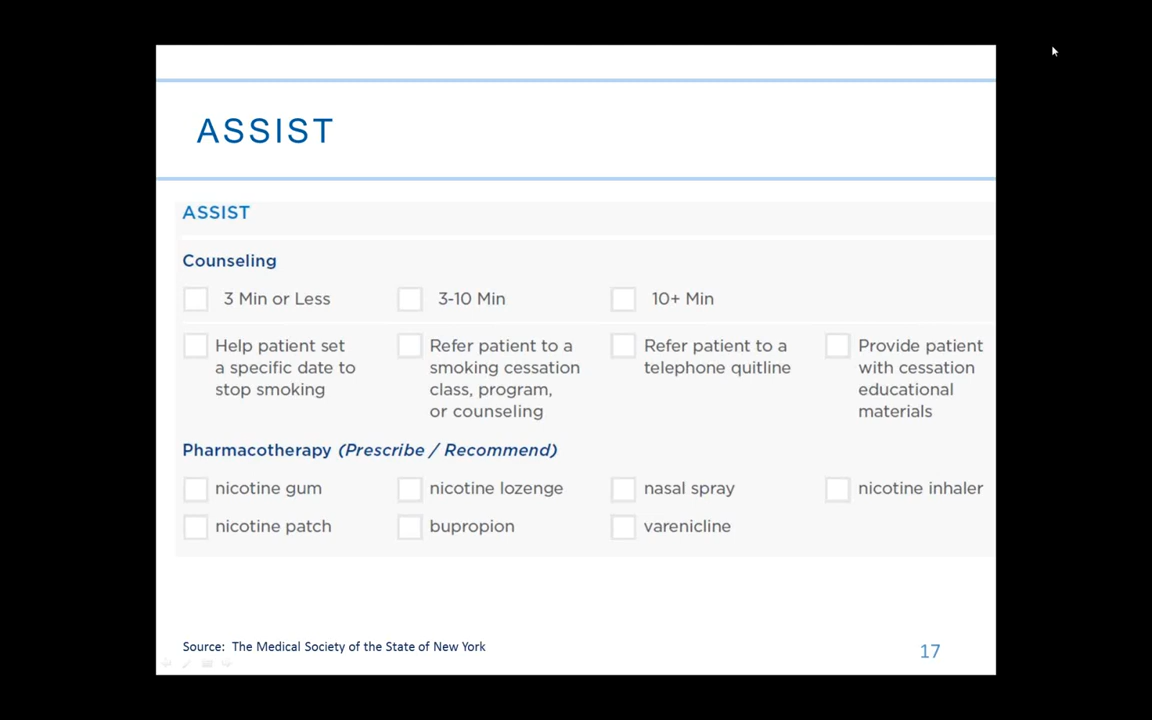 ASSIST
ASSIST
Counseling
3 Min or Less 3-10 Min 10+ Min
Help patient set
a specific date to
stop smoking
Refer patient to a
smoking cessation
class, program,
or counseling
Refer patient to a
telephone quitline
Provide patient
with cessation
educational
materials
Pharmacotherapy (Prescribe / Recommend)
nicotine gum nicotine lozenge nasal spray nicotine inhaler
nicotine patch bupropion varenicline
Source: The Medical Society of the State of New York
17